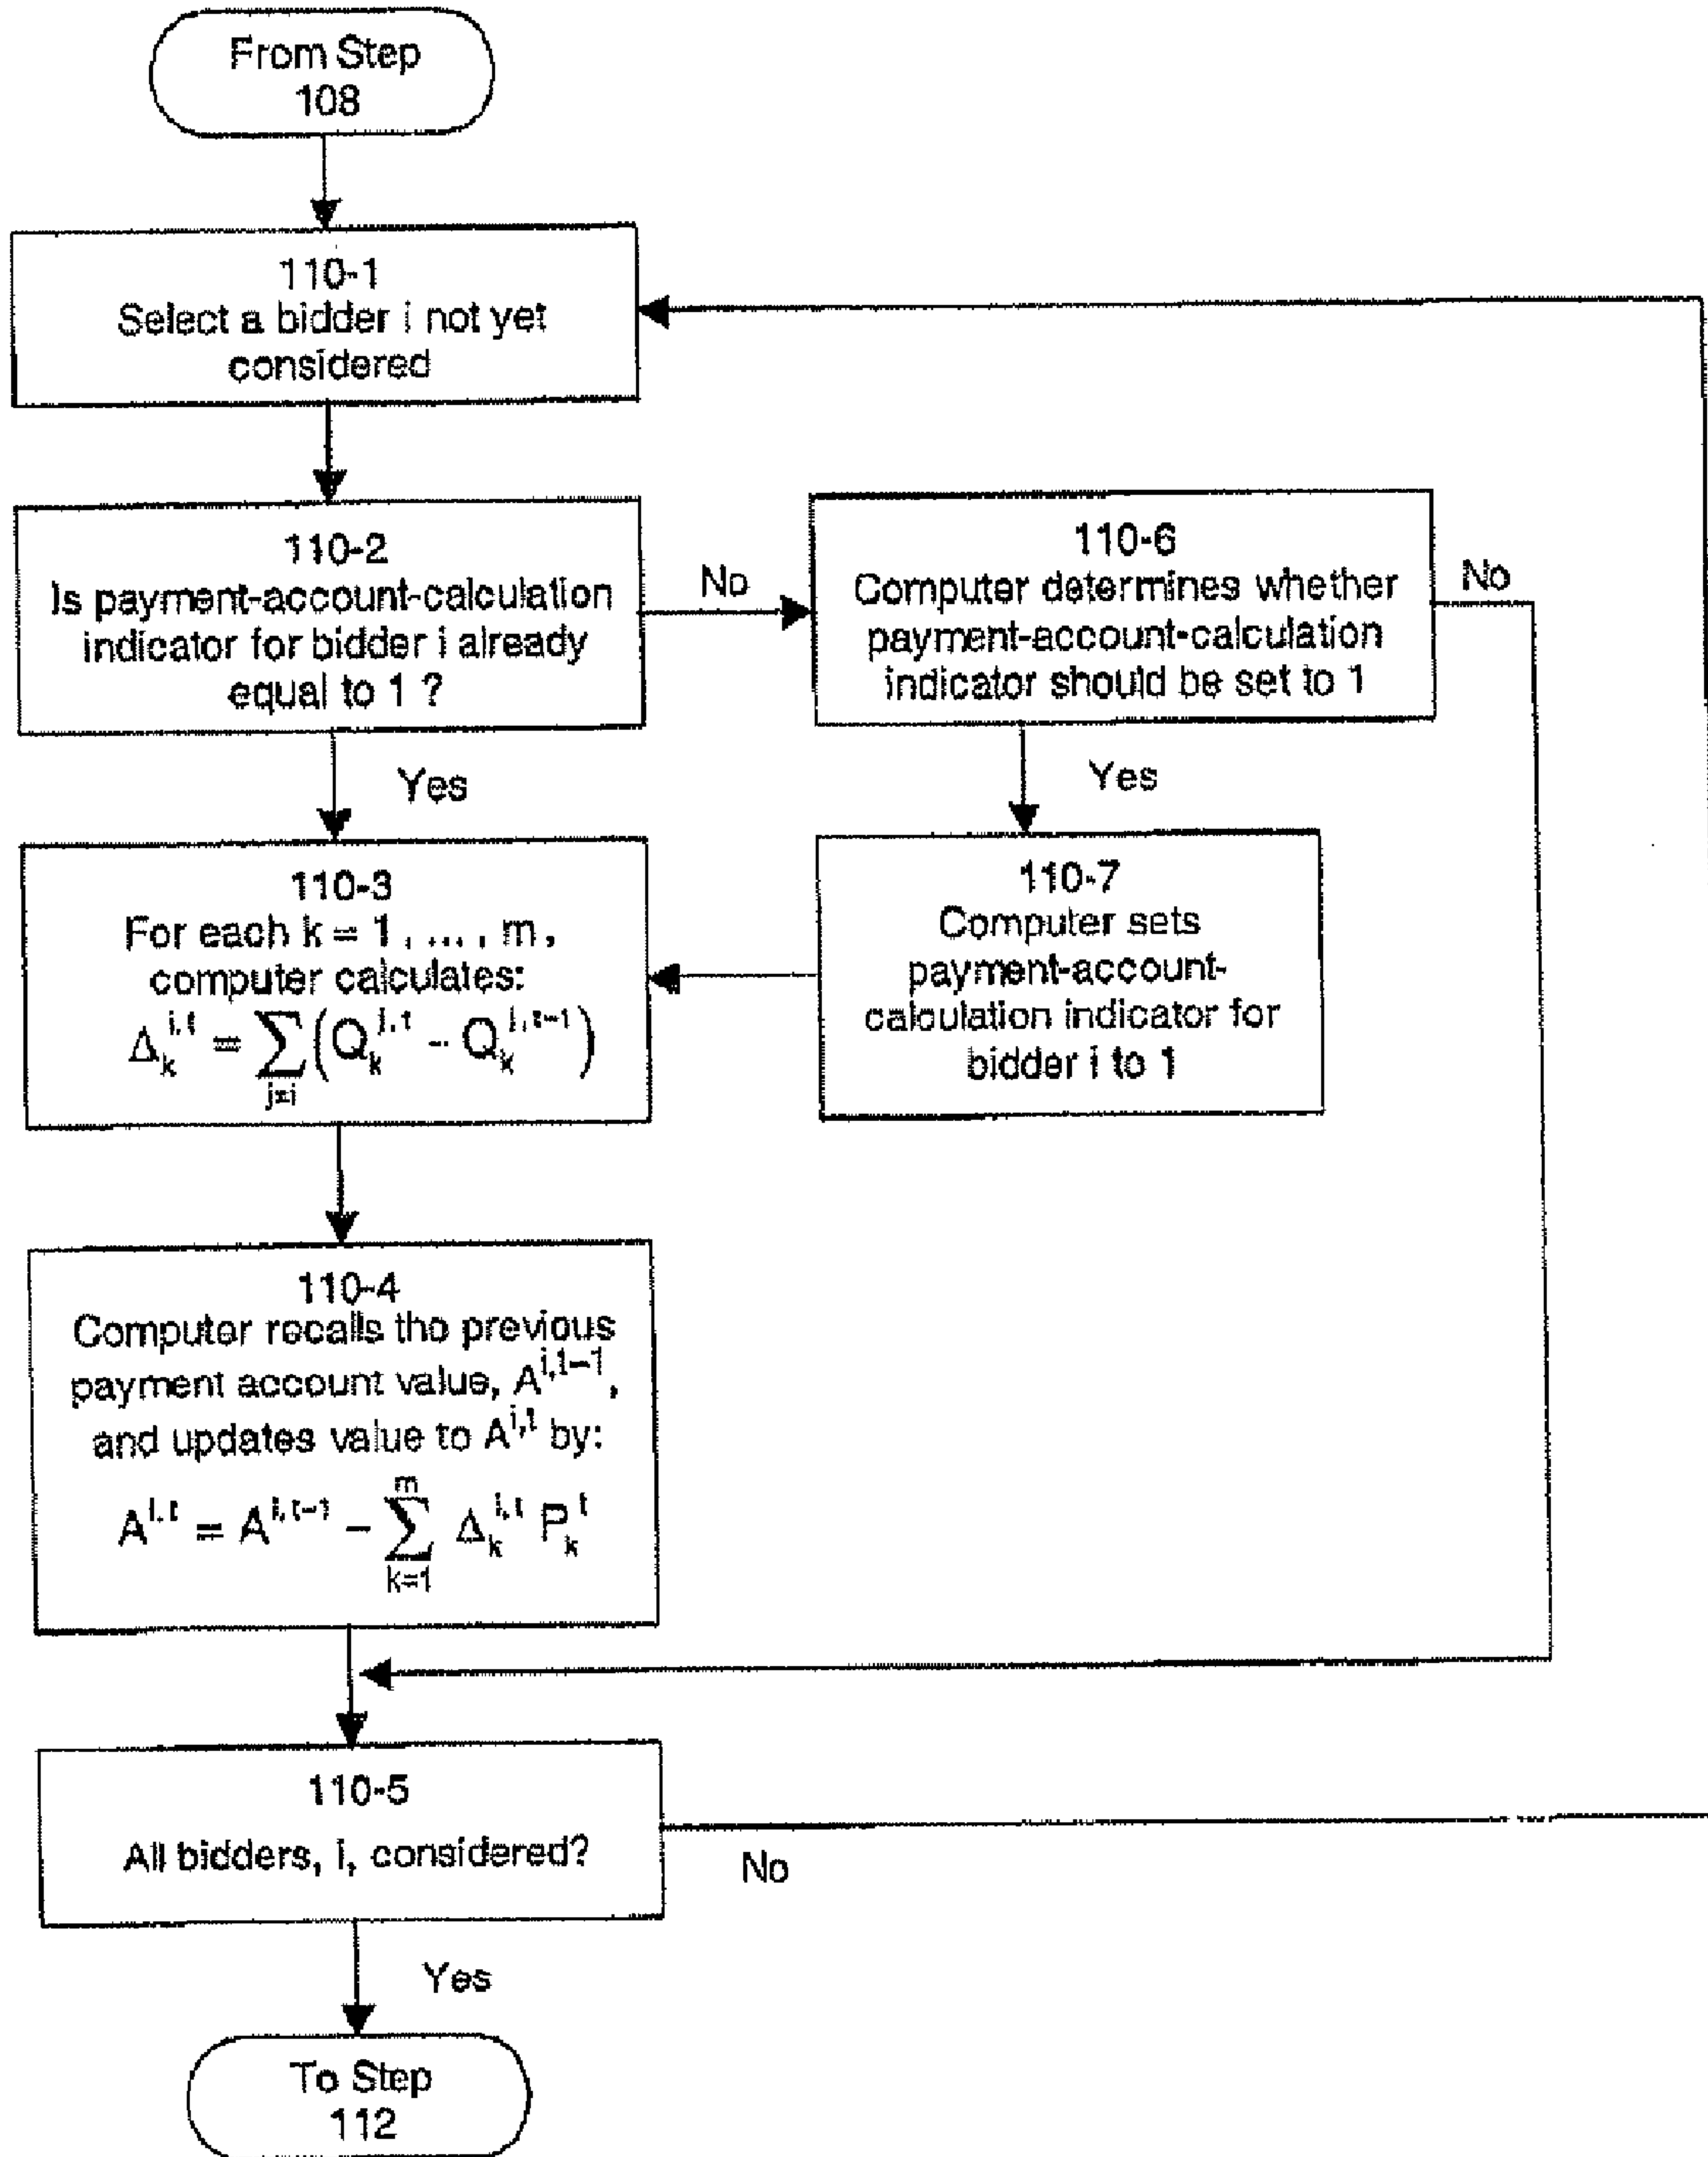 From Step
108
110-1
Select a bidder i not yet
considered
110-2
Is payment-account-calculation
indicator for bidder i already
equal to 1 ?
No
110-6
Computer determines whether
payment-account-calculation
indicator should be set to 1
No
Yes
Yes
110-3
For each k = 1 , ... , m ,
computer calculates:
Δ_k^{i,t} = ∑_{j≠i} (Q_k^{j,t} - Q_k^{j,t-1})
110-7
Computer sets
payment-account-
calculation indicator for
bidder i to 1
110-4
Computer recalls the previous
payment account value, A^{i,t-1},
and updates value to A^{i,t} by:
A^{i,t} = A^{i,t-1} - ∑_{k=1}^{m} Δ_k^{i,t} P_k^t
110-5
All bidders, i, considered?
No
Yes
To Step
112